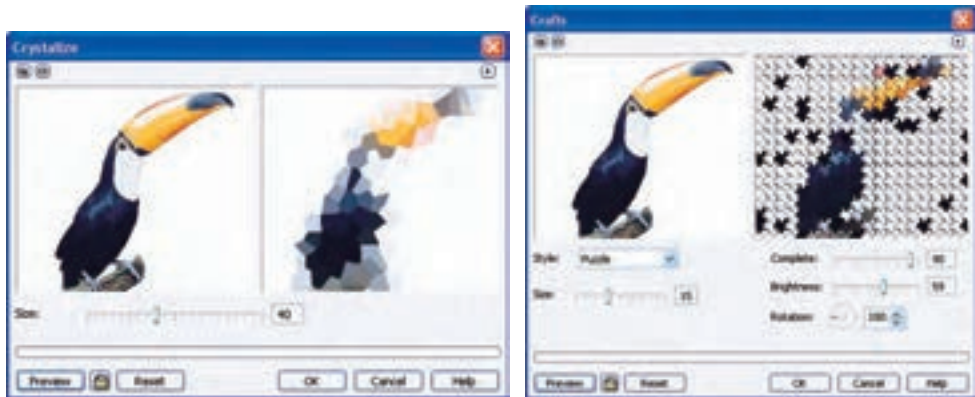 Crystalize
Size:
40
Preview
Reset
OK
Cancel
Help
Crafts
Style:
Puzzle
Size:
15
Complete:
Brightness:
Rotation:
Preview
Reset
OK
Cancel
Help